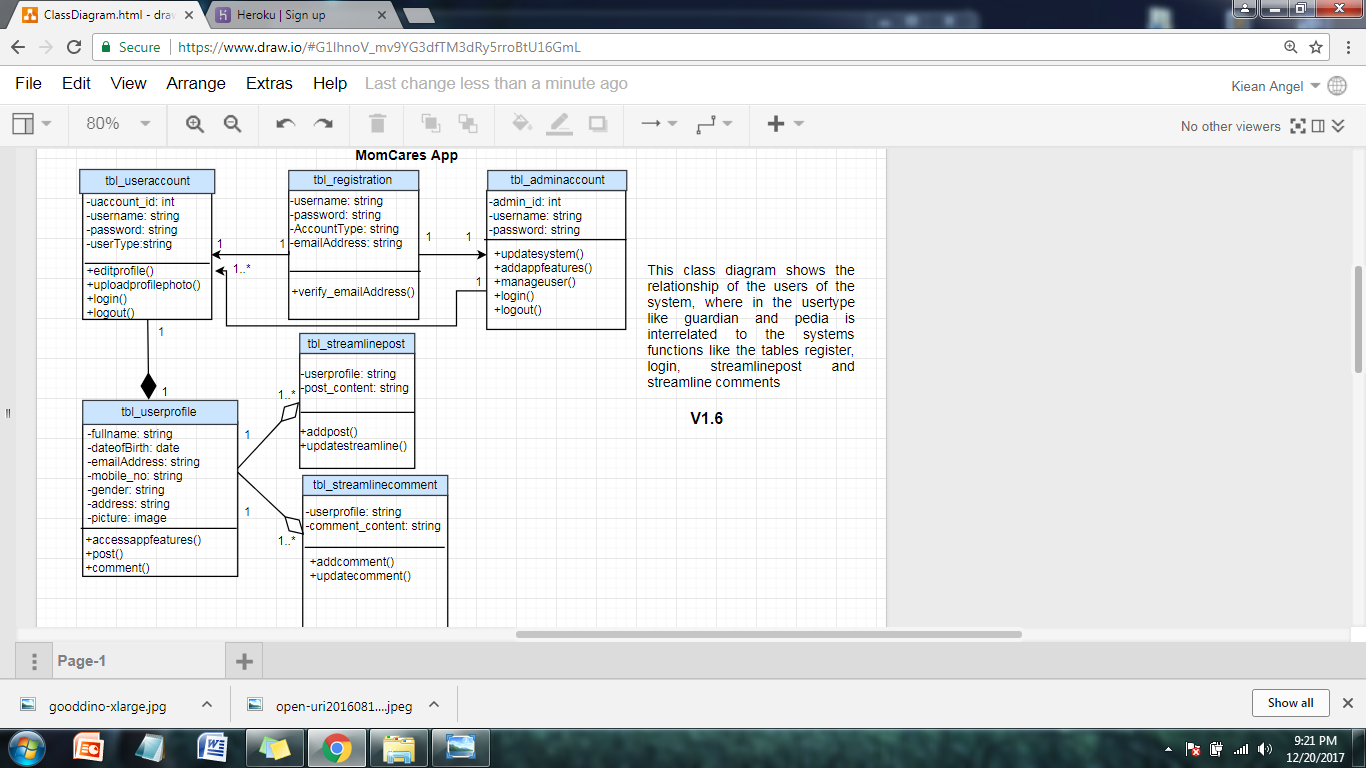 ClassDiagram.html - dra
Heroku | Sign up
Secure
https://www.draw.io/#G1IhnoV_mv9YG3dfTM3dRy5rroBtU16GmL
File Edit View Arrange Extras Help Last change less than a minute ago
Kiean Angel
80%
No other viewers
MomCares App
tbl_useraccount
-uaccount_id: int
-username: string
-password: string
-userType:string
+editprofile()
+uploadprofilephoto()
+login()
+logout()
tbl_registration
-username: string
-password: string
-AccountType: string
-emailAddress: string
+verify_emailAddress()
tbl_adminaccount
-admin_id: int
-username: string
-password: string
+updatesystem()
+addappfeatures()
+manageuser()
+login()
+logout()
1
1
1
1
1..*
1
This class diagram shows the
relationship of the users of the
system, where in the usertype
like guardian and pedia is
interrelated to the systems
functions like the tables register,
login, streamlinepost and
streamline comments
V1.6
1
1
tbl_streamlinepost
-userprofile: string
-post_content: string
+addpost()
+updatestreamline()
1..*
1
tbl_userprofile
-fullname: string
-dateofBirth: date
-emailAddress: string
-mobile_no: string
-gender: string
-address: string
-picture: image
+accessappfeatures()
+post()
+comment()
1
1..*
tbl_streamlinecomment
-userprofile: string
-comment_content: string
+addcomment()
+updatecomment()
Page-1
gooddino-xlarge.jpg
open-uri2016081....jpeg
Show all
9:21 PM
12/20/2017